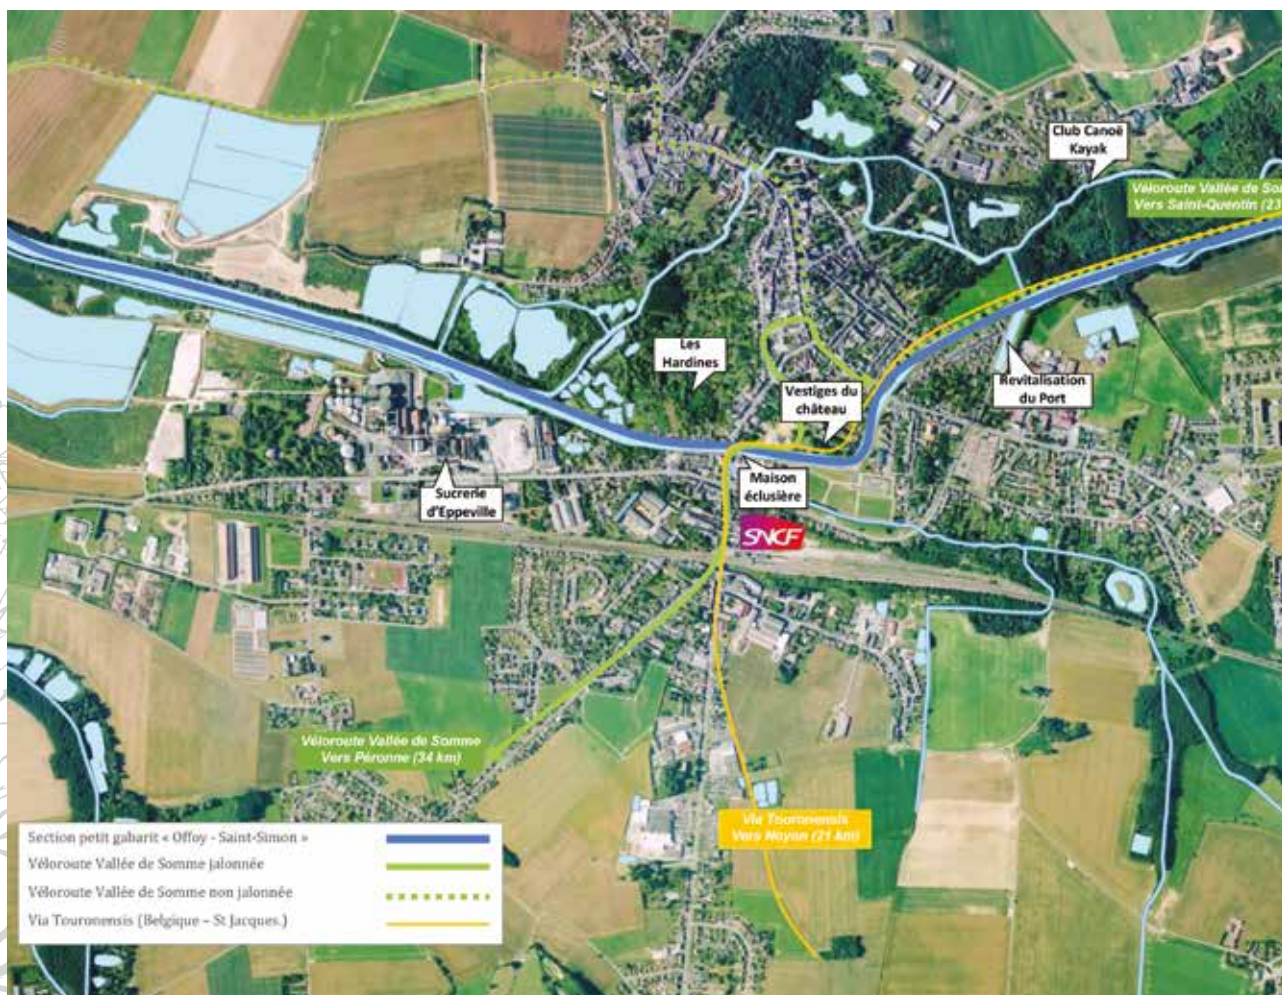 Club Canoë
Kayak
Véloroute Vallée de So
Vers Saint-Quentin (23
Les
Hardines
Vestiges du
château
Revitalisation
du Port
Maison
éclusière
Sucrerie
d'Eppeville
SNCF
Véloroute Vallée de Somme
Vers Péronne (34 km)
Via Touronensis
Vers Noyon (21 km)
Section petit gabarit « Offoy - Saint-Simon »
Véloroute Vallée de Somme jalonnée
Véloroute Vallée de Somme non jalonnée
Via Touronensis (Belgique – St Jacques.)